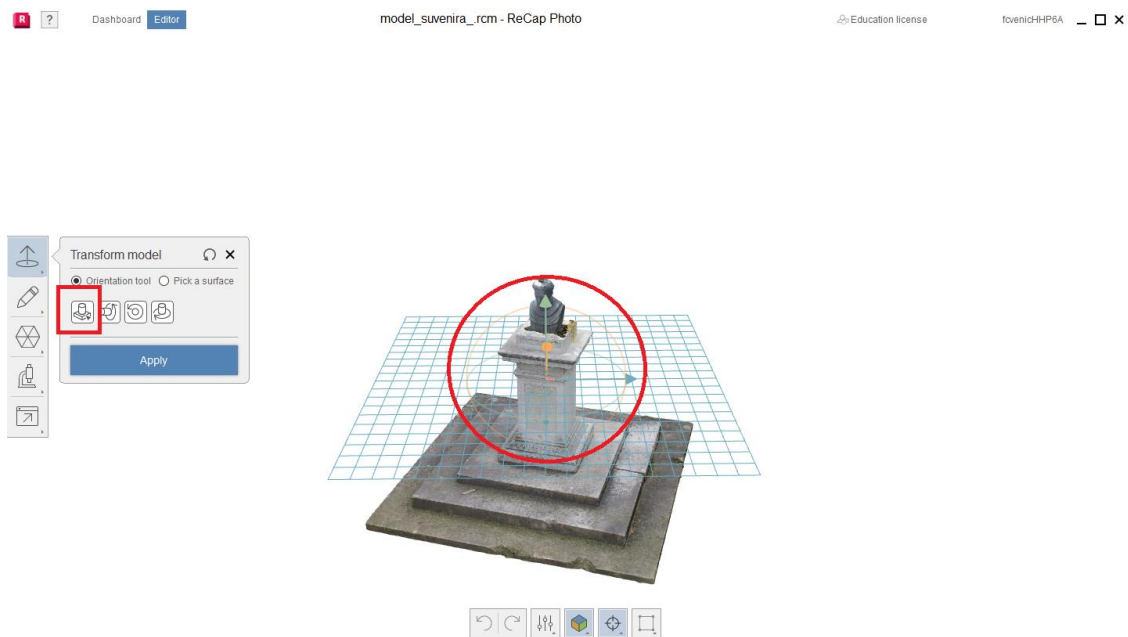 R ? Dashboard Editor model_suvenira_.rcm - ReCap Photo Education license fcvenicHHP6A
Transform model
Orientation tool Pick a surface
Apply